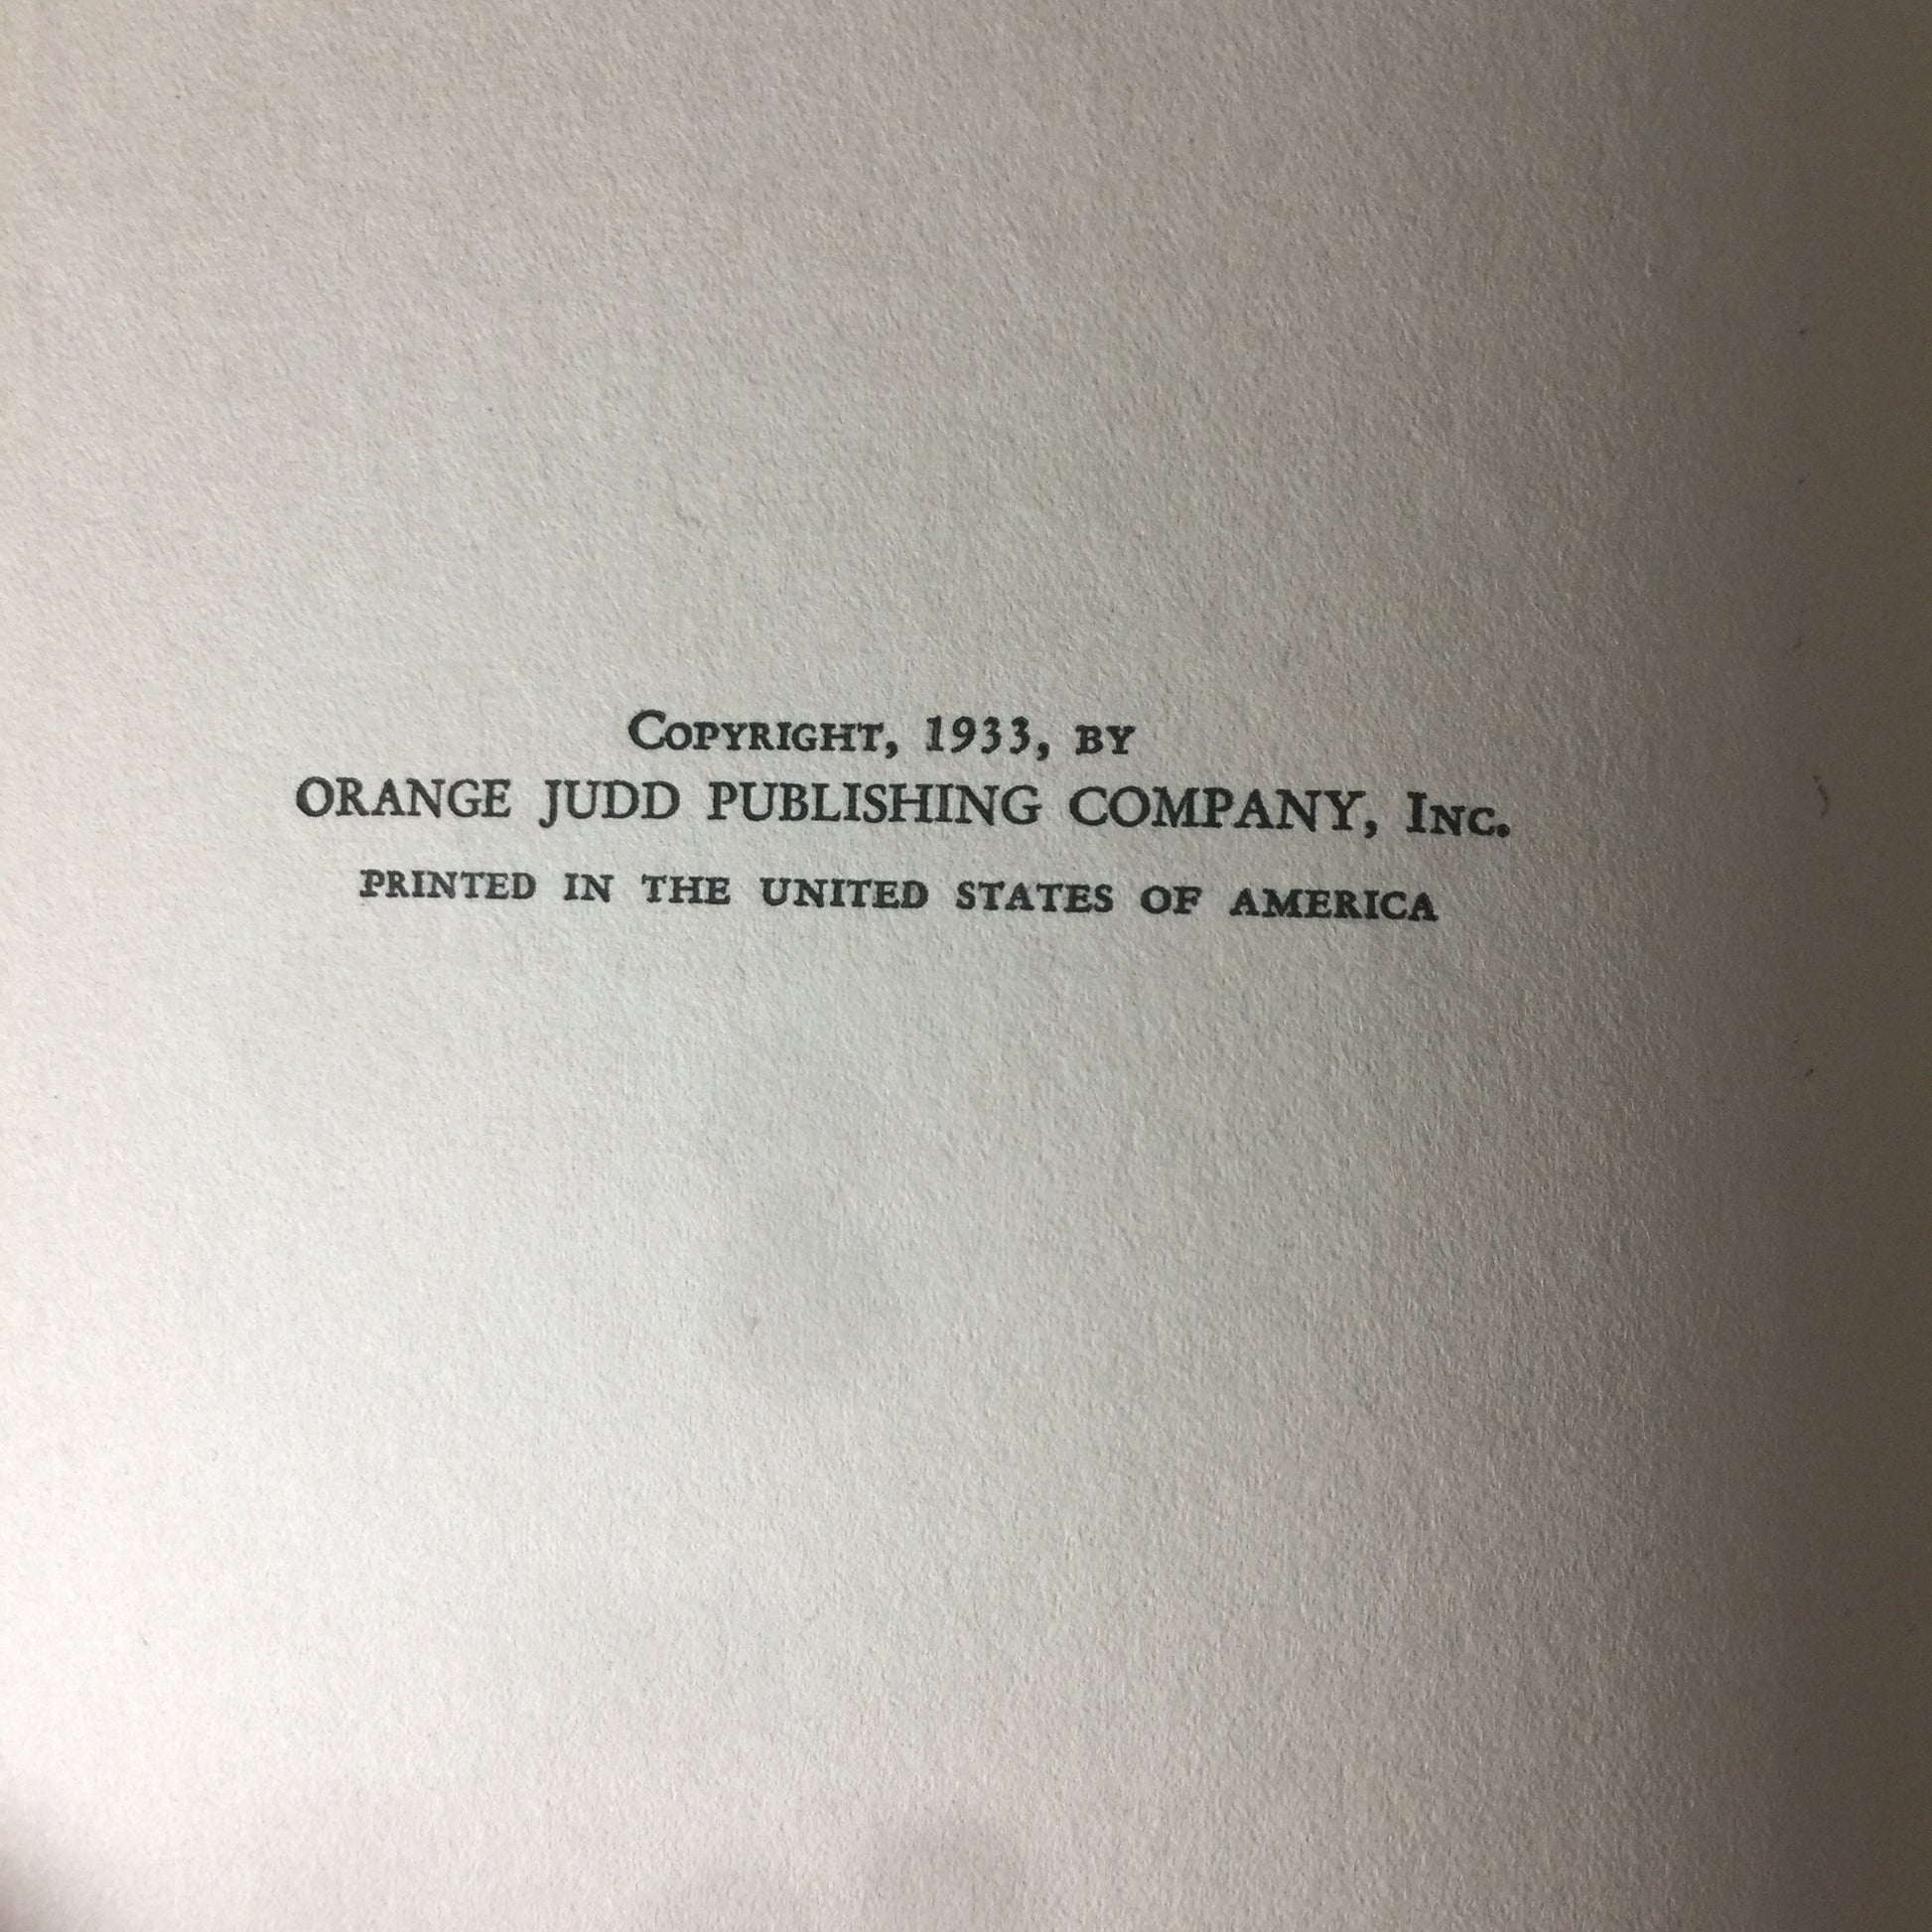 Copyright, 1933, by
ORANGE JUDD PUBLISHING COMPANY, Inc.
PRINTED IN THE UNITED STATES OF AMERICA